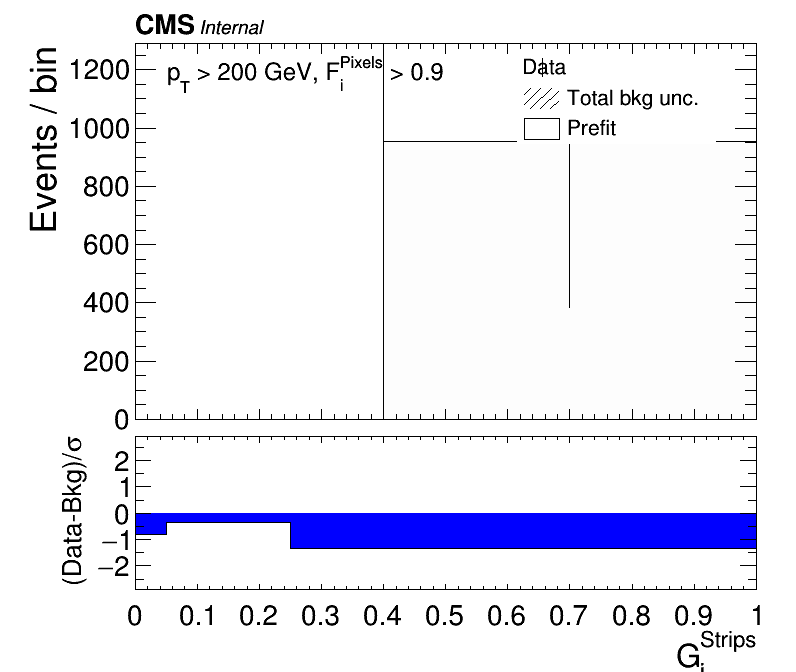 CMS Internal
Events / bin
1200
1000
800
600
400
200
0
p_T > 200 GeV, F_i^Pixels > 0.9
Data
Total bkg unc.
Prefit
(Data-Bkg)/σ
2
1
0
−1
−2
0 0.1 0.2 0.3 0.4 0.5 0.6 0.7 0.8 0.9 1
G_i^Strips